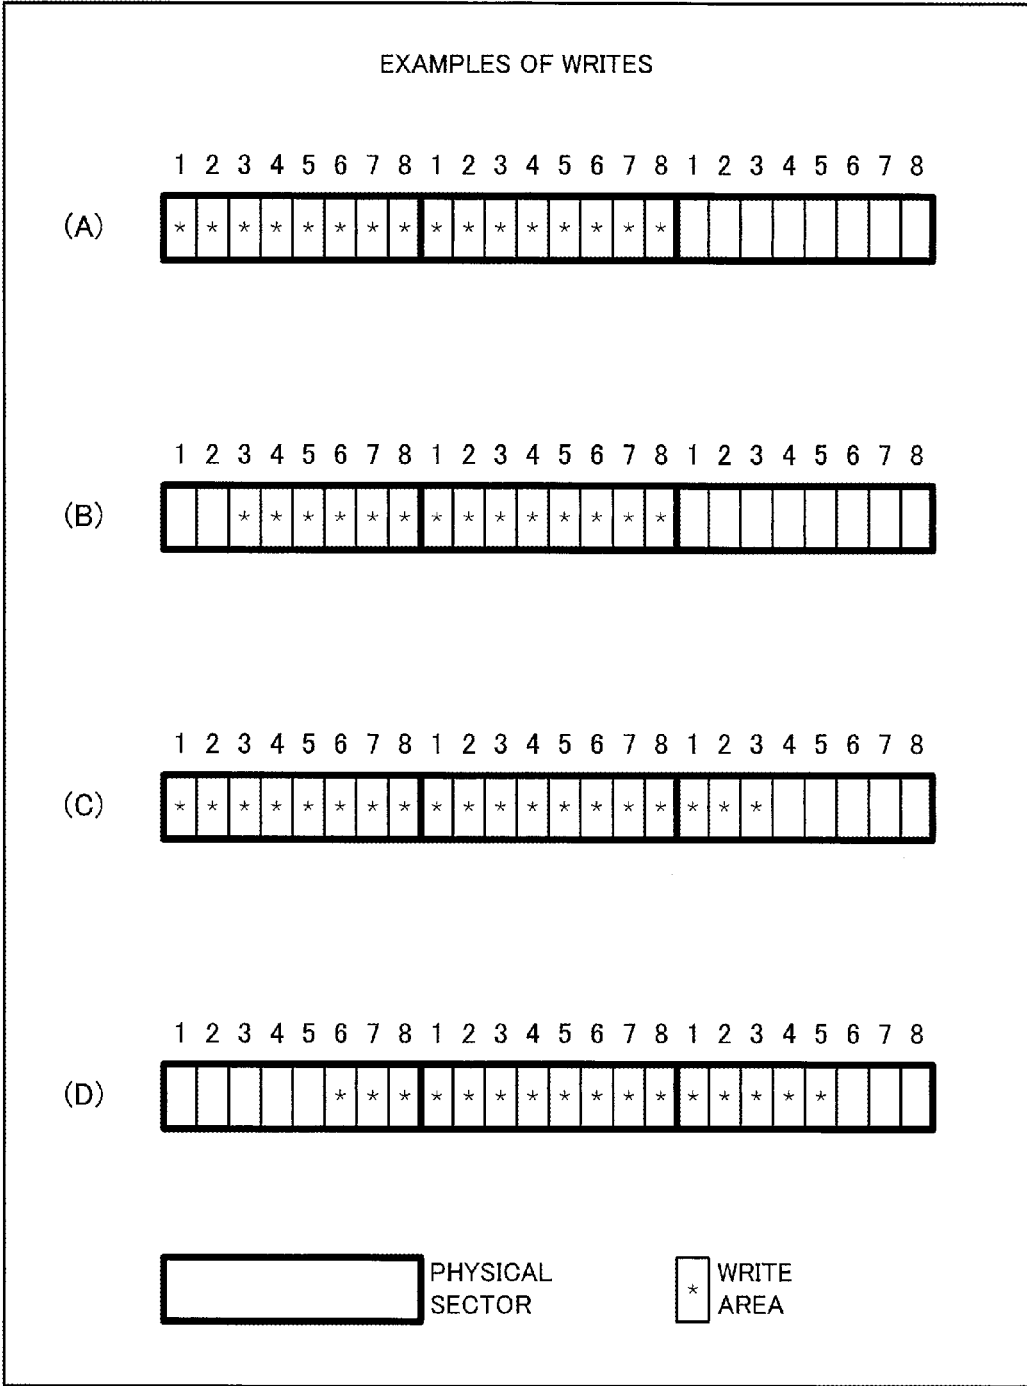 EXAMPLES OF WRITES
1 2 3 4 5 6 7 8 1 2 3 4 5 6 7 8 1 2 3 4 5 6 7 8
(A) * * * * * * * * * * * * * * * *
1 2 3 4 5 6 7 8 1 2 3 4 5 6 7 8 1 2 3 4 5 6 7 8
(B) * * * * * * * * * * * * * *
1 2 3 4 5 6 7 8 1 2 3 4 5 6 7 8 1 2 3 4 5 6 7 8
(C) * * * * * * * * * * * * * * * * * * *
1 2 3 4 5 6 7 8 1 2 3 4 5 6 7 8 1 2 3 4 5 6 7 8
(D) * * * * * * * * * * * * * * * *
PHYSICAL
SECTOR
* WRITE
AREA